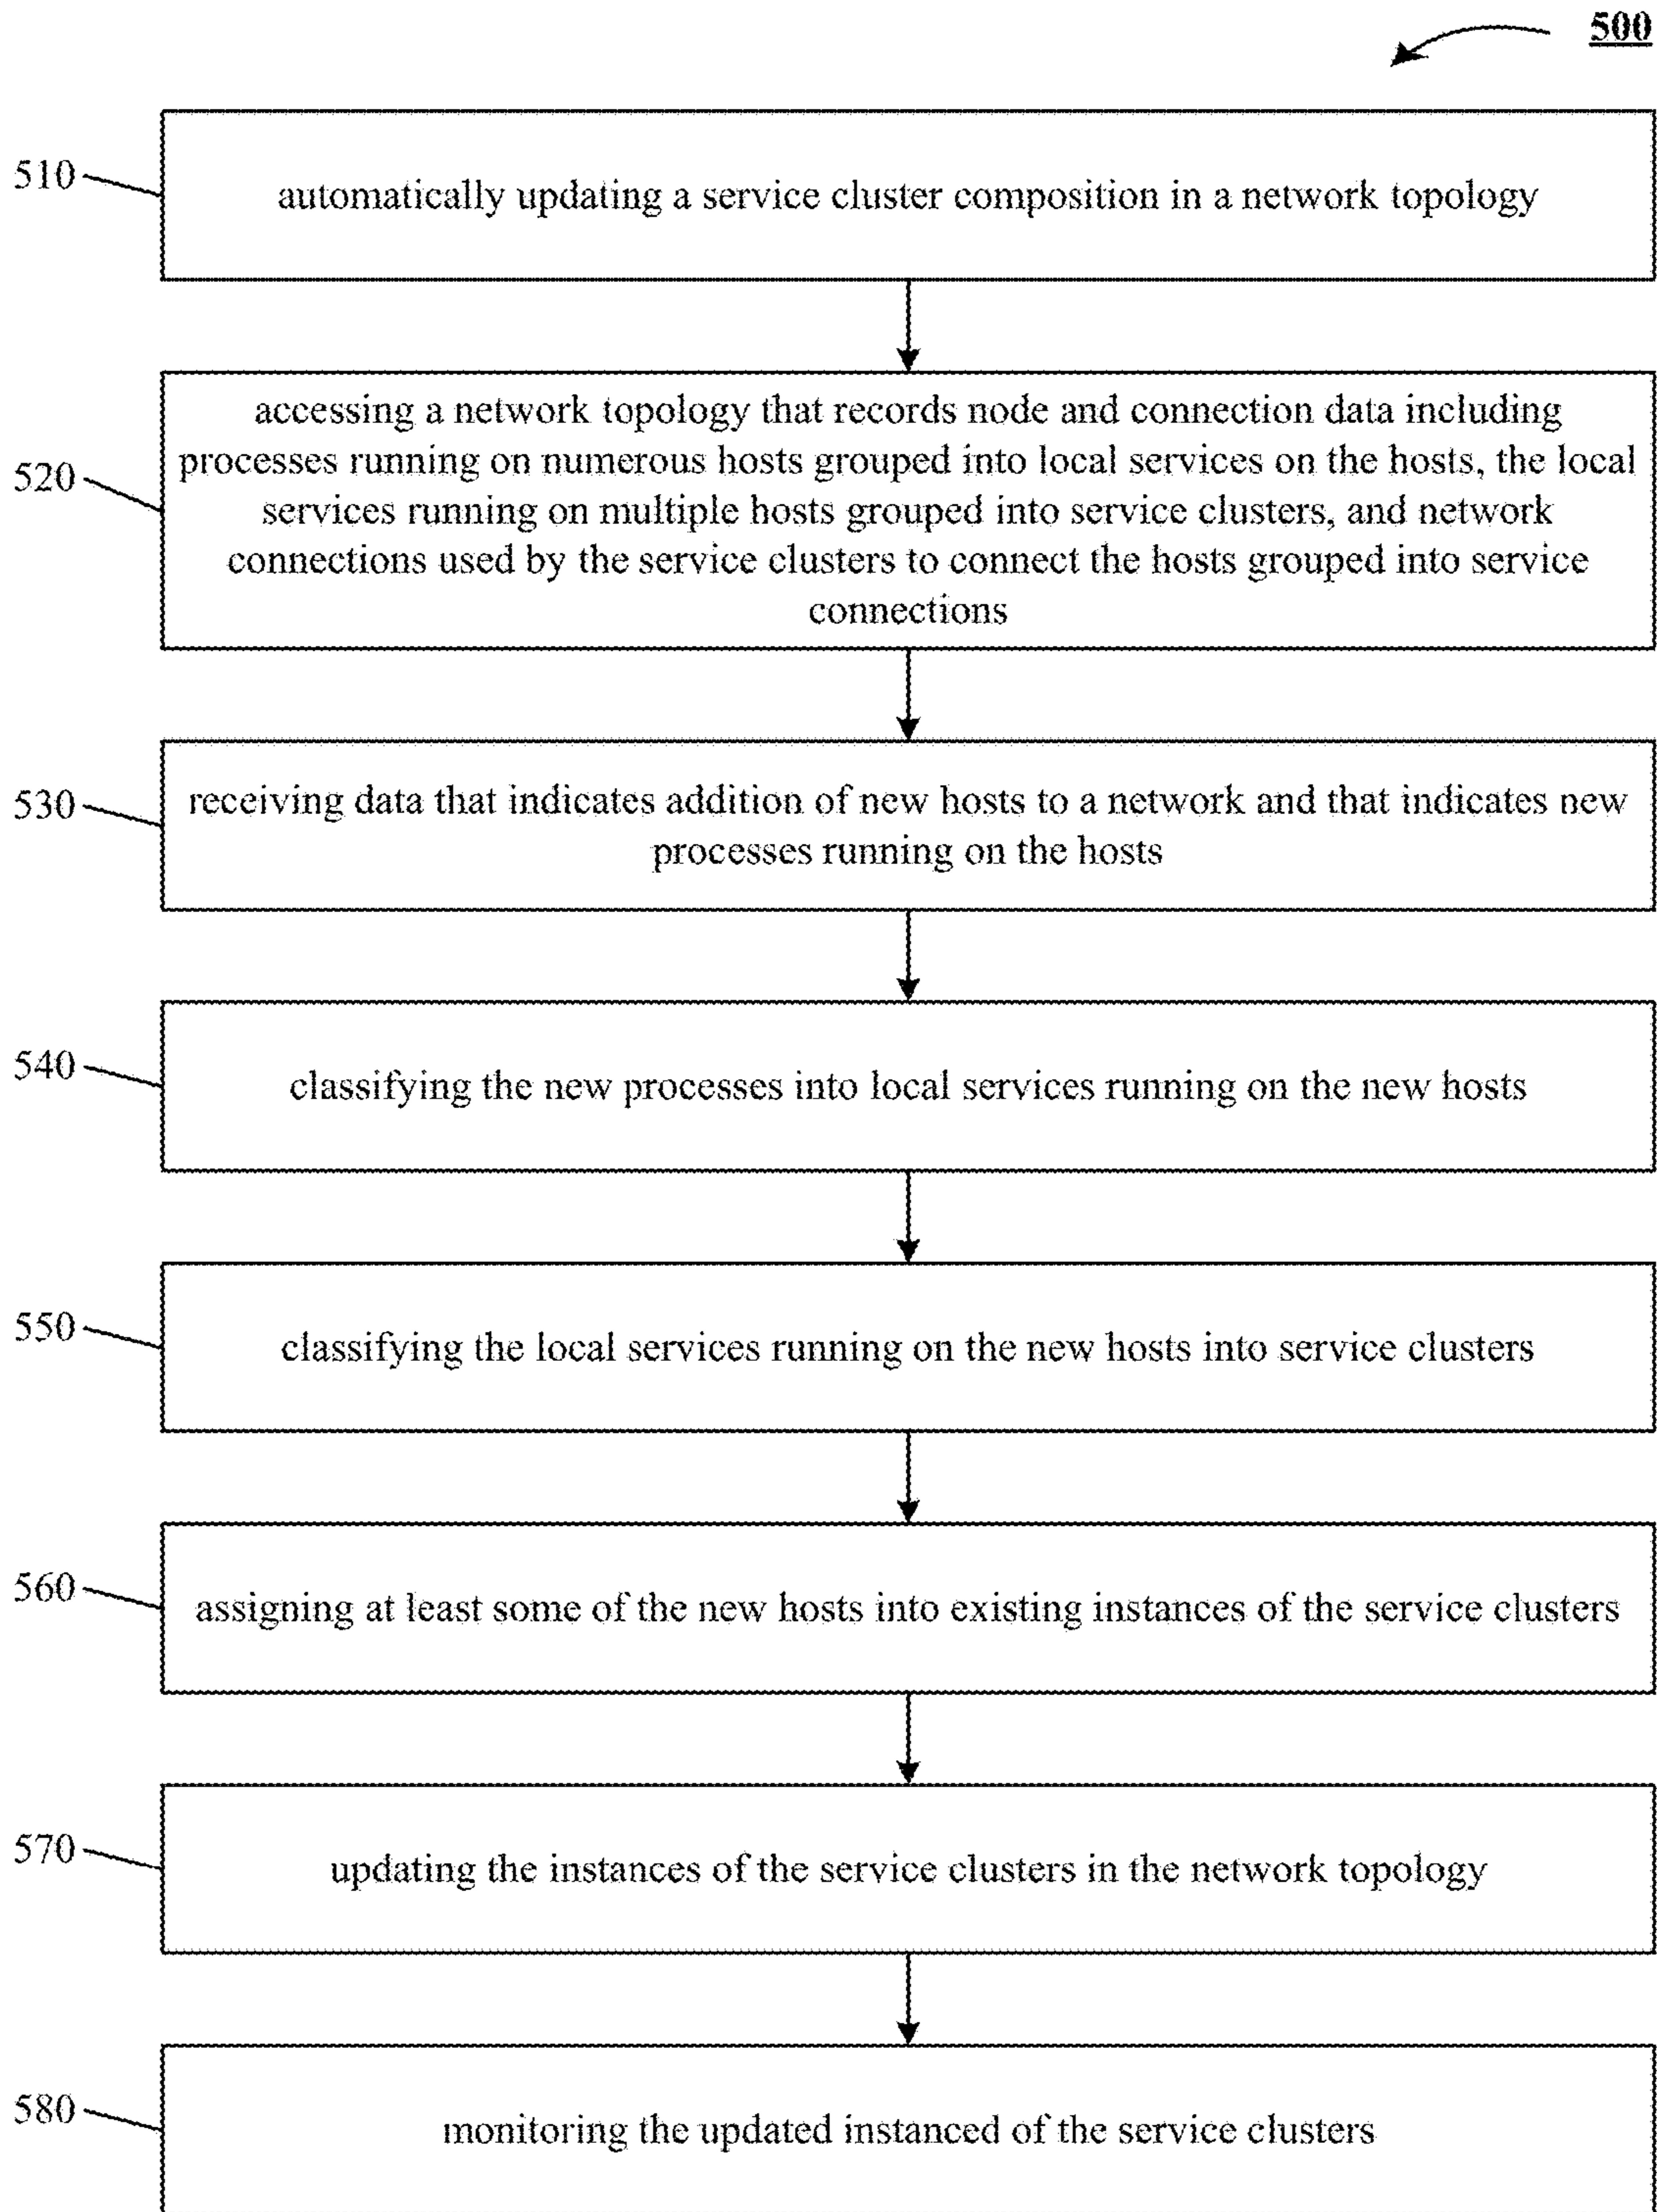 500
510
automatically updating a service cluster composition in a network topology
520
accessing a network topology that records node and connection data including
processes running on numerous hosts grouped into local services on the hosts, the local
services running on multiple hosts grouped into service clusters, and network
connections used by the service clusters to connect the hosts grouped into service
connections
530
receiving data that indicates addition of new hosts to a network and that indicates new
processes running on the hosts
540
classifying the new processes into local services running on the new hosts
550
classifying the local services running on the new hosts into service clusters
560
assigning at least some of the new hosts into existing instances of the service clusters
570
updating the instances of the service clusters in the network topology
580
monitoring the updated instanced of the service clusters